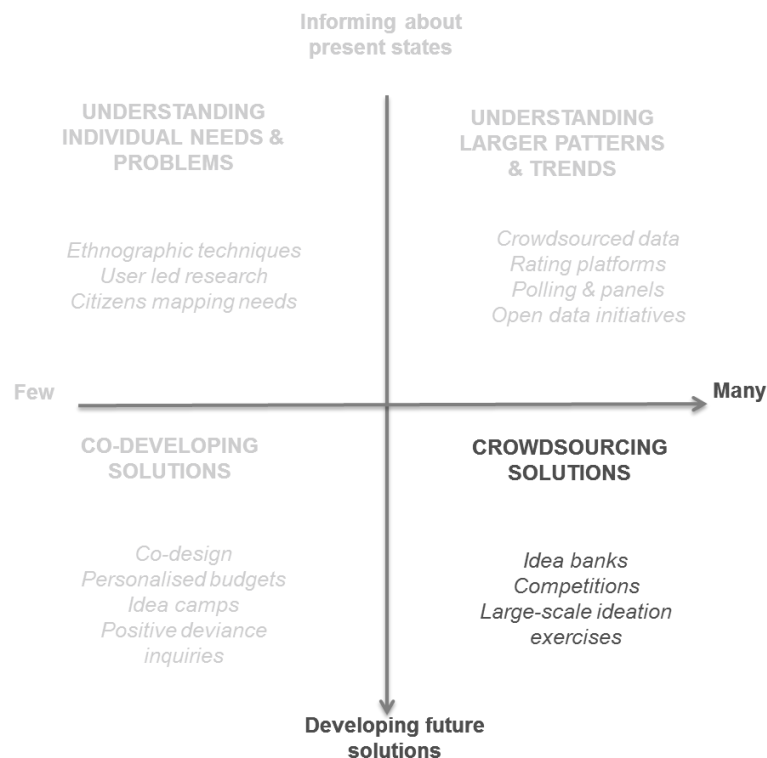 Informing about
present states
UNDERSTANDING
INDIVIDUAL NEEDS &
PROBLEMS
UNDERSTANDING
LARGER PATTERNS
& TRENDS
Ethnographic techniques
User led research
Citizens mapping needs
Crowdsourced data
Rating platforms
Polling & panels
Open data initiatives
Few
Many
CO-DEVELOPING
SOLUTIONS
CROWDSOURCING
SOLUTIONS
Co-design
Personalised budgets
Idea camps
Positive deviance
inquiries
Idea banks
Competitions
Large-scale ideation
exercises
Developing future
solutions